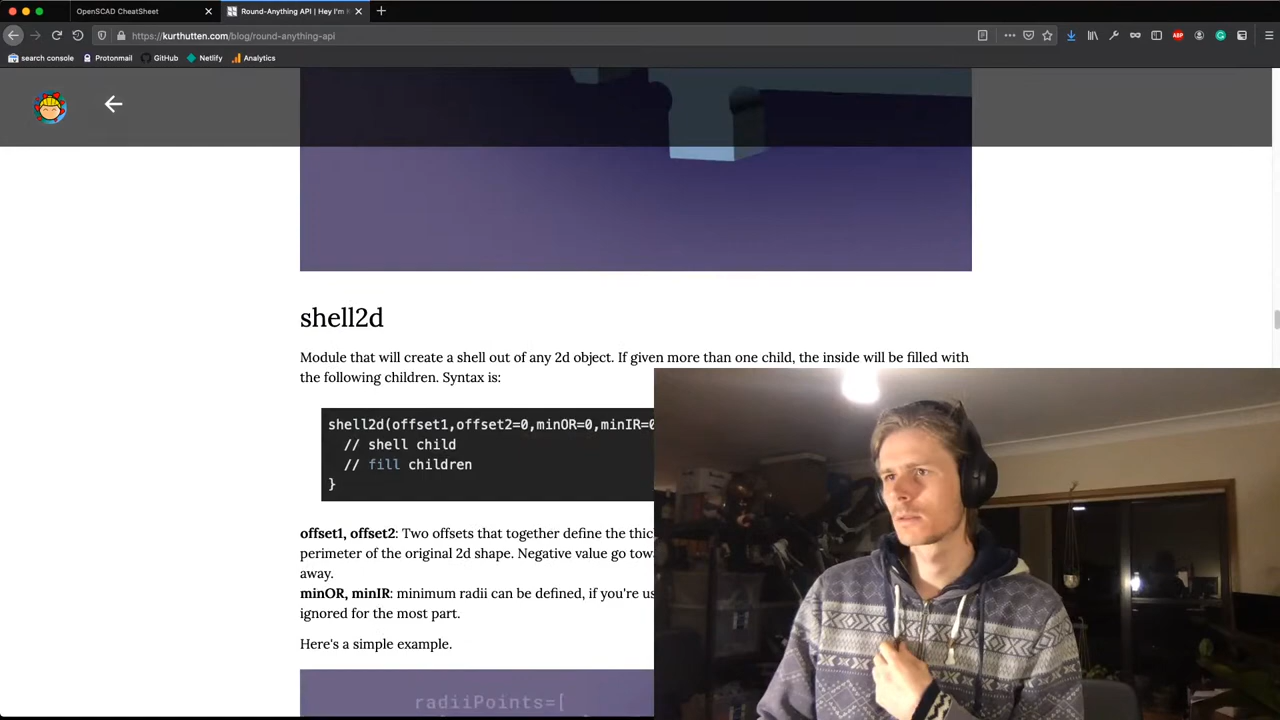 OpenSCAD CheatSheet
Round-Anything API | Hey I'm
https://kurthutten.com/blog/round-anything-api
search console
Protonmail
GitHub
Netlify
Analytics
ABP
shell2d
Module that will create a shell out of any 2d object. If given more than one child, the inside will be filled with
the following children. Syntax is:
shell2d(offset1,offset2=0,minOR=0,minIR=0
// shell child
// fill children
}
offset1, offset2: Two offsets that together define the thic
perimeter of the original 2d shape. Negative value go tow
away.
minOR, minIR: minimum radii can be defined, if you're us
ignored for the most part.
Here's a simple example.
radiiPoints=[